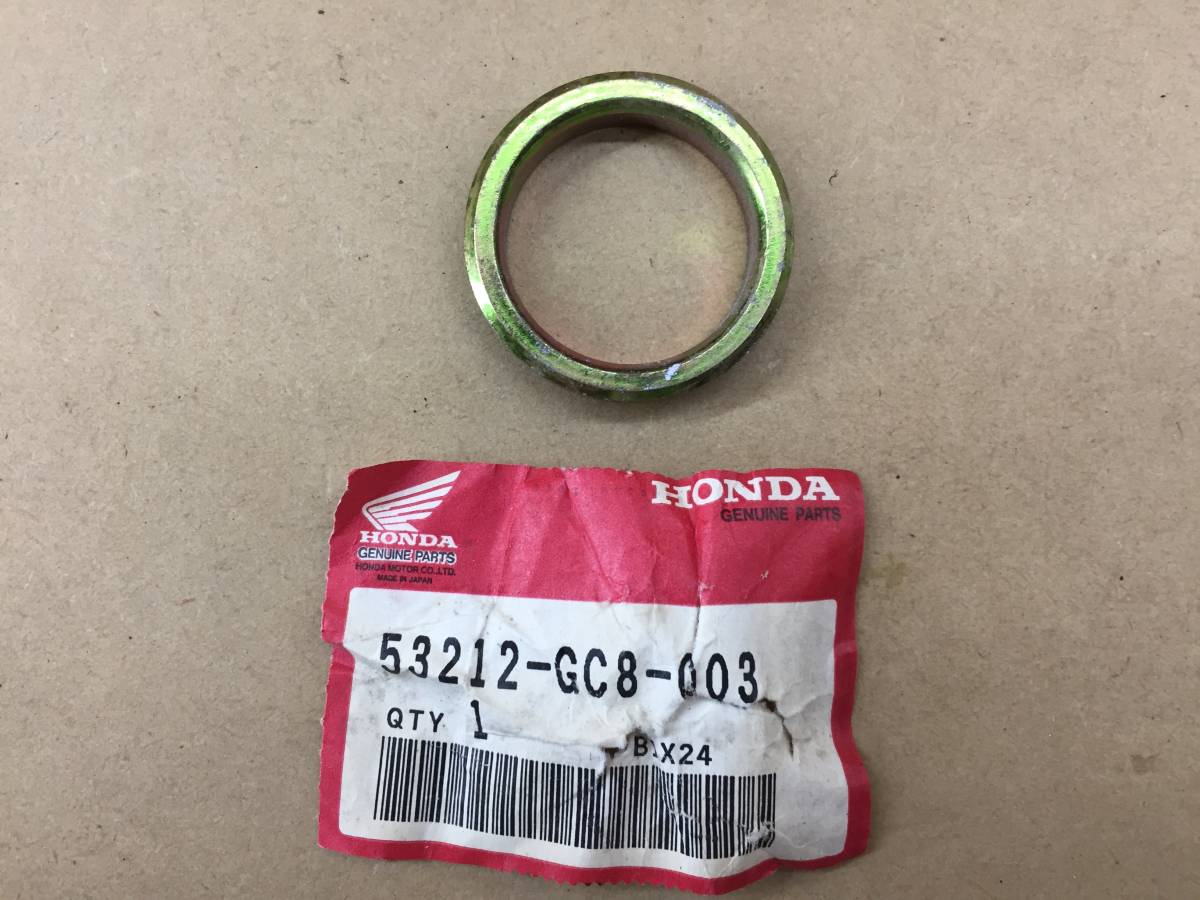 HONDA
GENUINE PARTS
HONDA
GENUINE PARTS
HONDA MOTOR CO.,LTD.
MADE IN JAPAN
53212-GC8-003
QTY 1